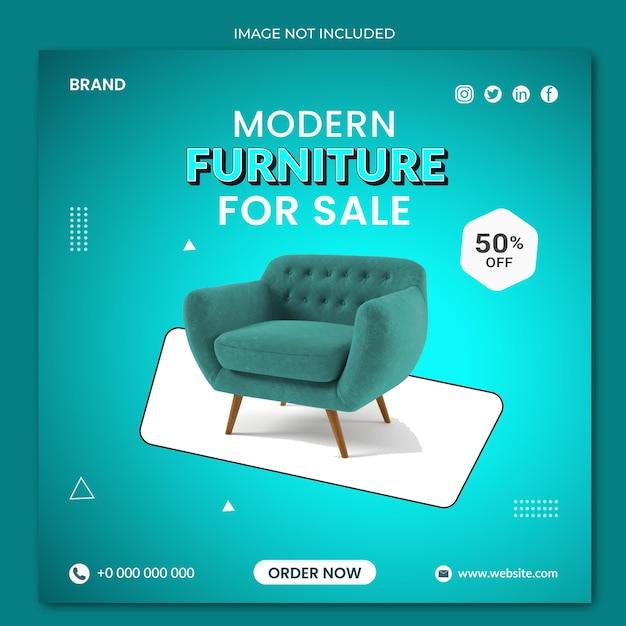 IMAGE NOT INCLUDED
BRAND
MODERN
FURNITURE
FOR SALE
50%
OFF
+0 000 000 000
ORDER NOW
www.website.com